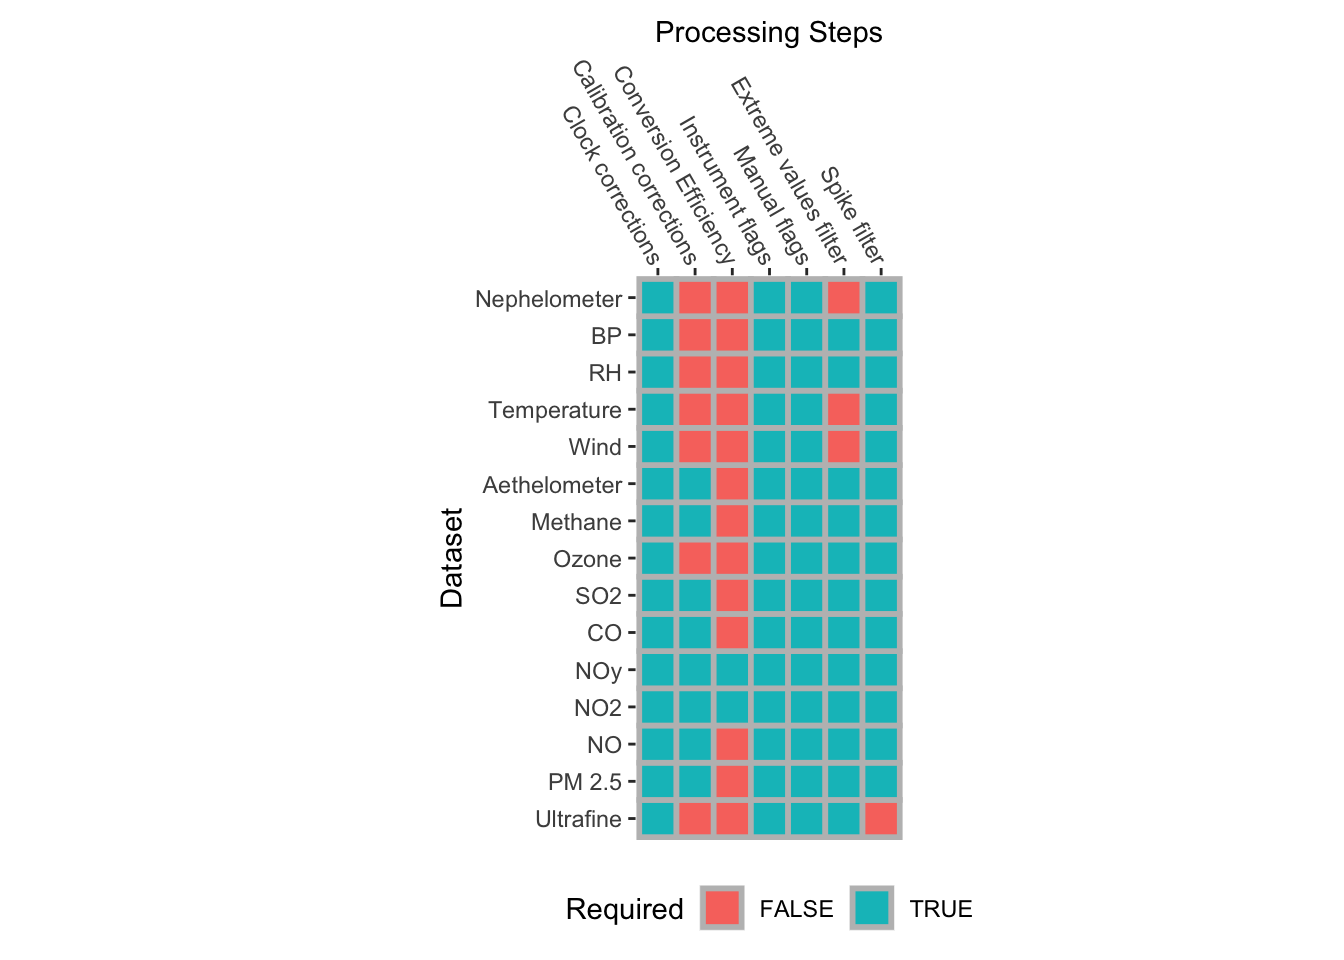 Processing Steps
Clock corrections
Calibration corrections
Conversion Efficiency
Instrument flags
Manual flags
Extreme values filter
Spike filter
Dataset
Nephelometer
BP
RH
Temperature
Wind
Aethelometer
Methane
Ozone
SO2
CO
NOy
NO2
NO
PM 2.5
Ultrafine
Required FALSE TRUE